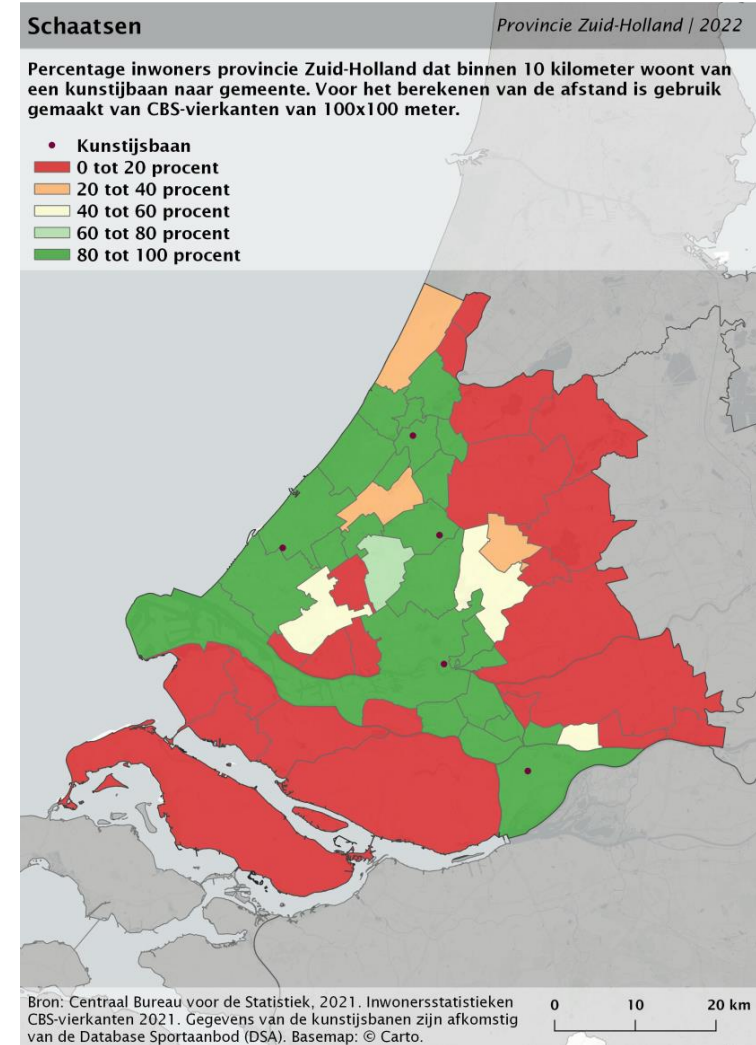 Schaatsen
Provincie Zuid-Holland | 2022
Percentage inwoners provincie Zuid-Holland dat binnen 10 kilometer woont van
een kunstijbaan naar gemeente. Voor het berekenen van de afstand is gebruik
gemaakt van CBS-vierkanten van 100x100 meter.
Kunstijsbaan
0 tot 20 procent
20 tot 40 procent
40 tot 60 procent
60 tot 80 procent
80 tot 100 procent
Bron: Centraal Bureau voor de Statistiek, 2021. Inwonersstatistieken
CBS-vierkanten 2021. Gegevens van de kunstijsbanen zijn afkomstig
van de Database Sportaanbod (DSA). Basemap: © Carto.
0 10 20 km